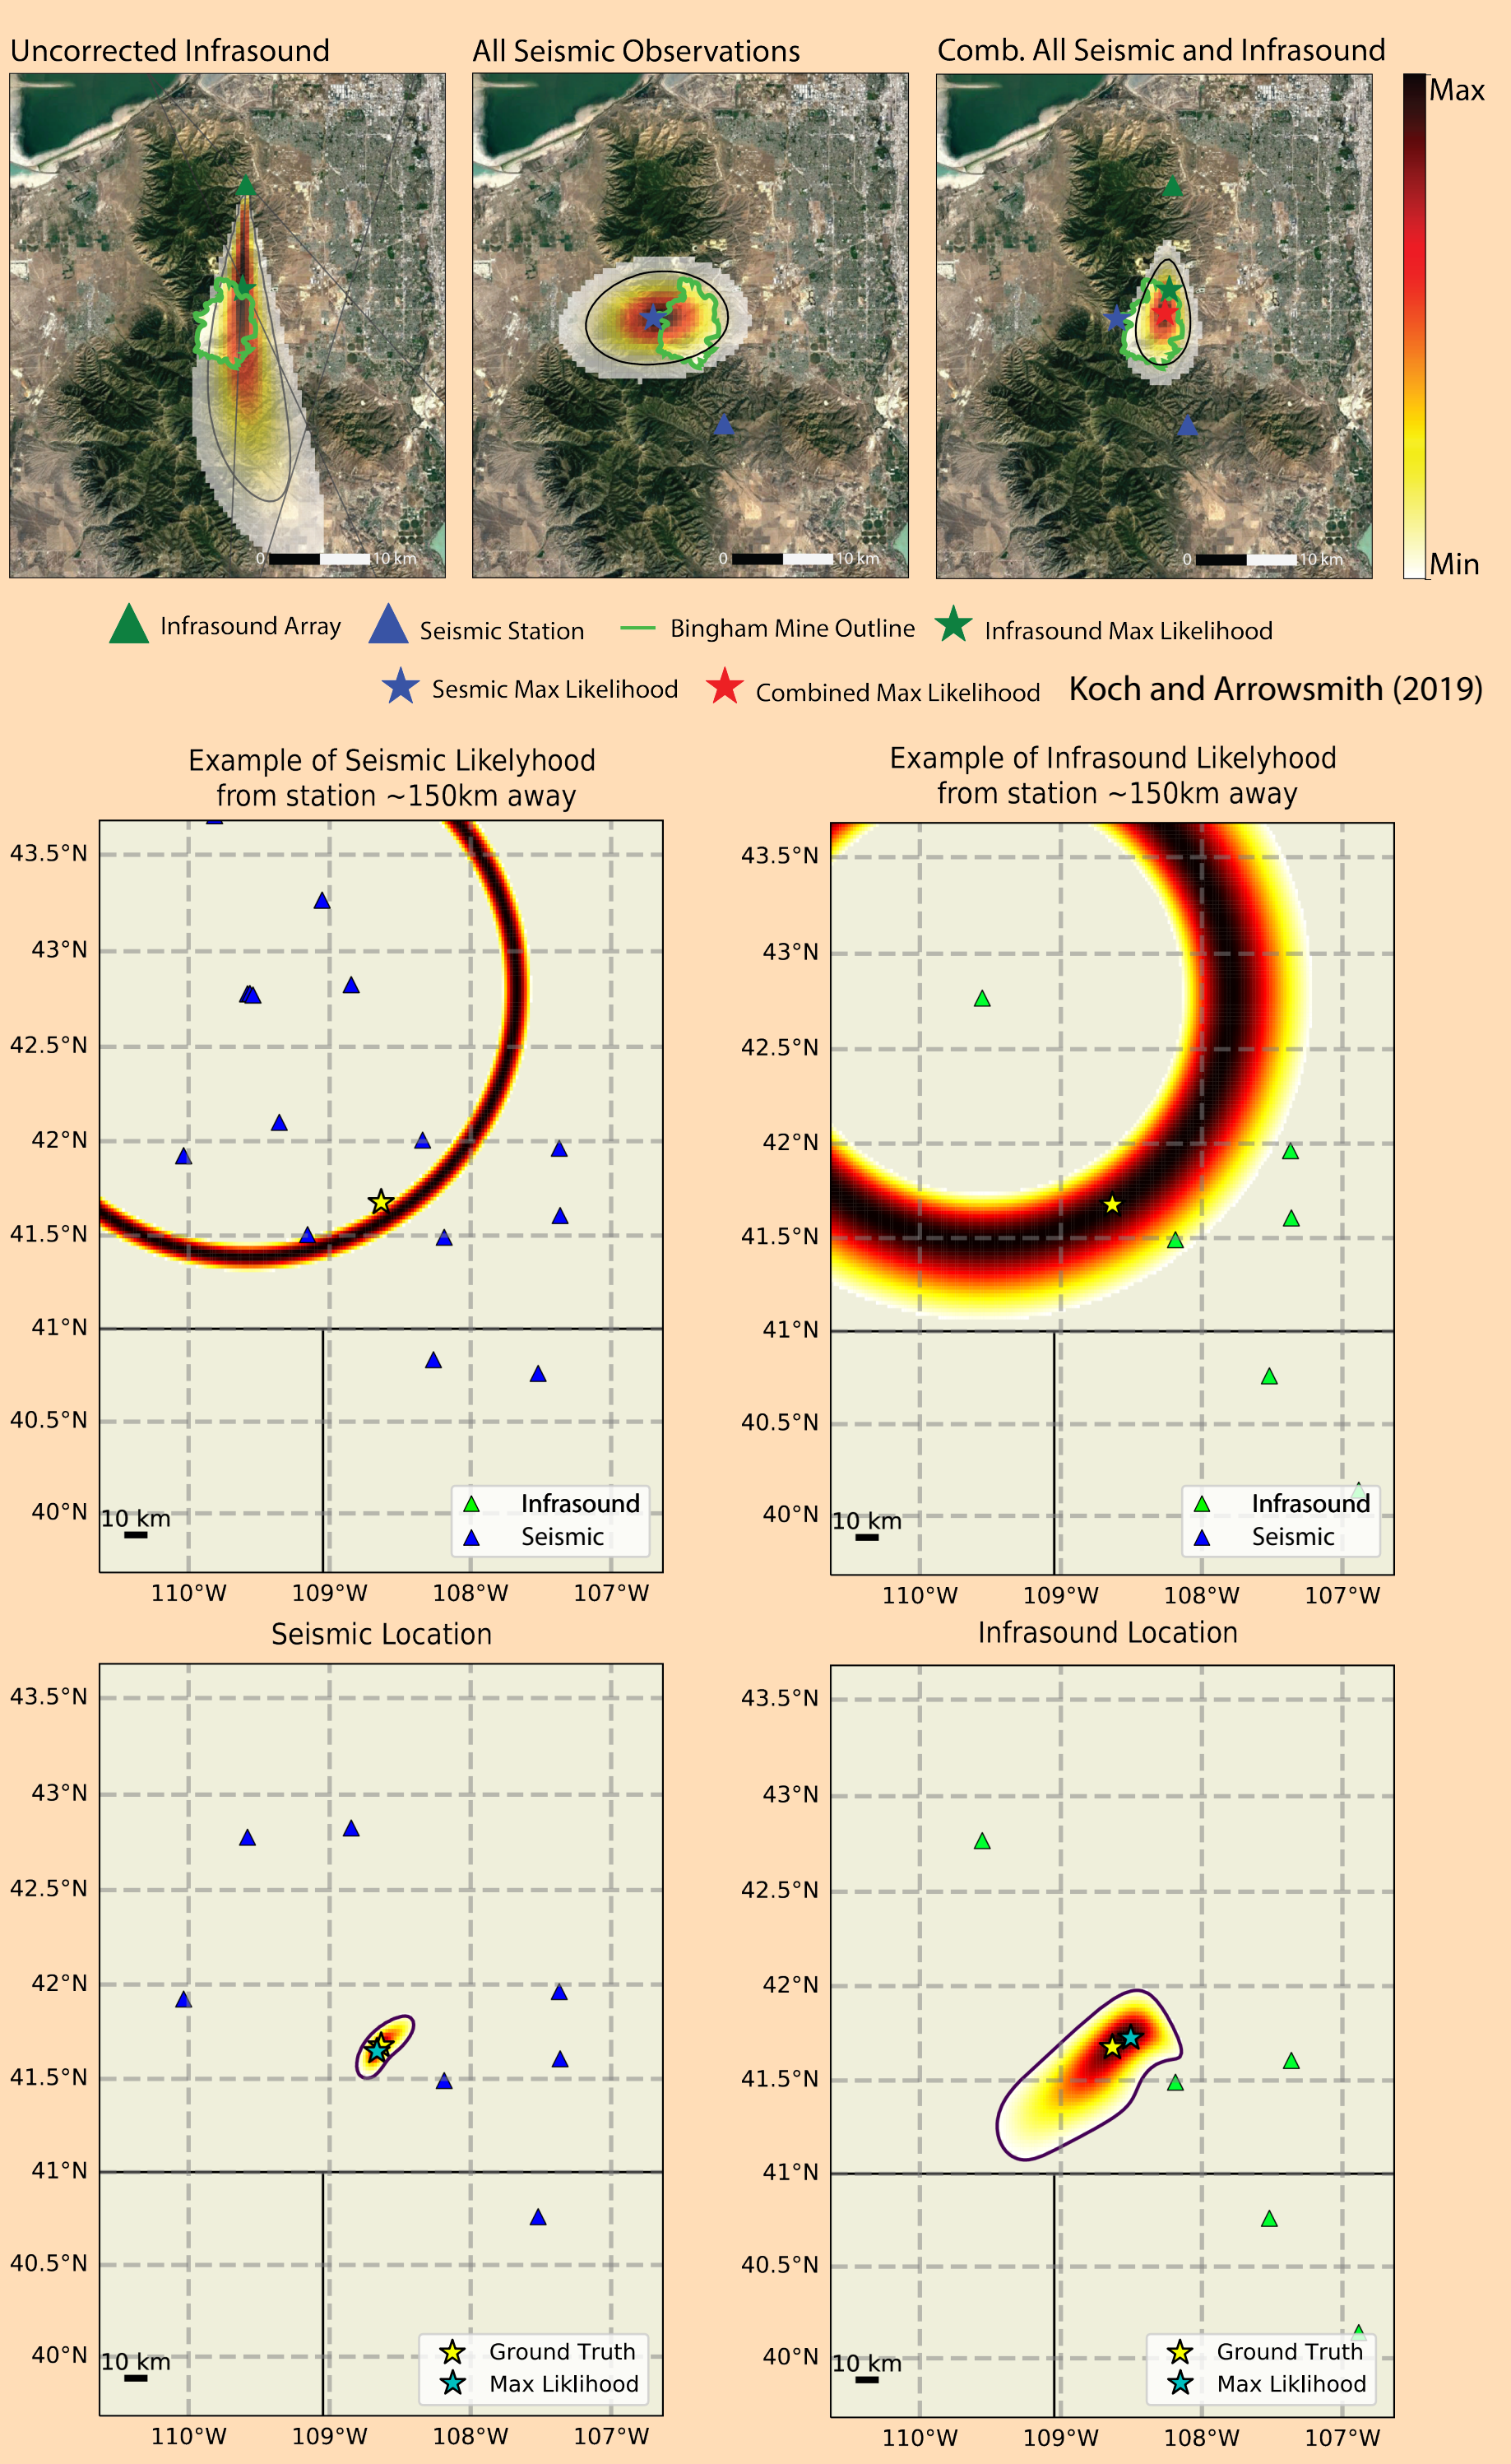 Uncorrected Infrasound
All Seismic Observations
Comb. All Seismic and Infrasound
Max
Min
0 10 km
0 10 km
0 10 km
Infrasound Array
Seismic Station
Bingham Mine Outline
Infrasound Max Likelihood
Sesmic Max Likelihood
Combined Max Likelihood
Koch and Arrowsmith (2019)
Example of Seismic Likelyhood
from station ~150km away
43.5°N
43°N
42.5°N
42°N
41.5°N
41°N
40.5°N
40°N
10 km
Infrasound
Seismic
110°W 109°W 108°W 107°W
Example of Infrasound Likelyhood
from station ~150km away
43.5°N
43°N
42.5°N
42°N
41.5°N
41°N
40.5°N
40°N
10 km
Infrasound
Seismic
110°W 109°W 108°W 107°W
Seismic Location
43.5°N
43°N
42.5°N
42°N
41.5°N
41°N
40.5°N
40°N
10 km
Ground Truth
Max Liklihood
110°W 109°W 108°W 107°W
Infrasound Location
43.5°N
43°N
42.5°N
42°N
41.5°N
41°N
40.5°N
40°N
10 km
Ground Truth
Max Liklihood
110°W 109°W 108°W 107°W